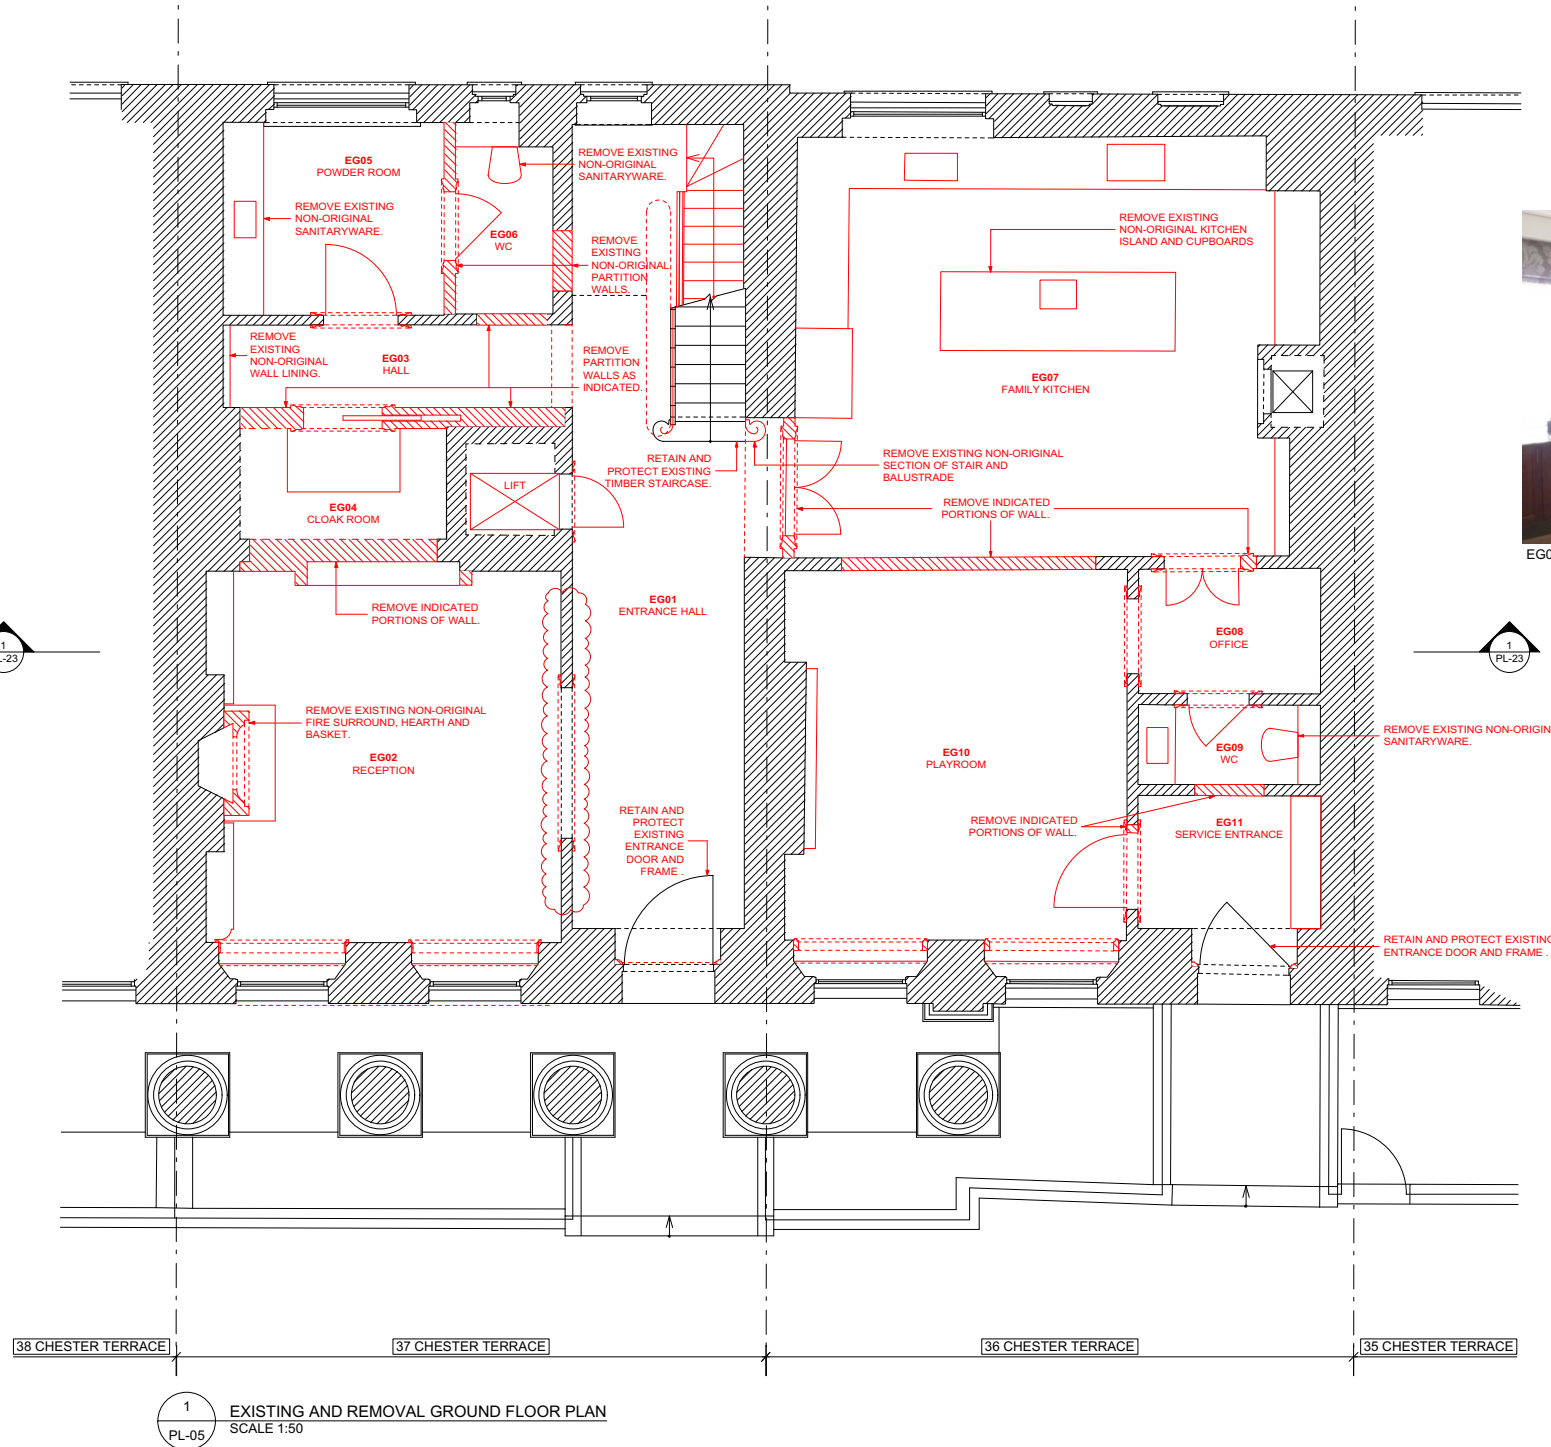 EG05
POWDER ROOM
REMOVE EXISTING
NON-ORIGINAL
SANITARYWARE.
REMOVE EXISTING
NON-ORIGINAL
SANITARYWARE.
EG06
WC
REMOVE
EXISTING
NON-ORIGINAL
PARTITION
WALLS.
REMOVE
EXISTING
NON-ORIGINAL
WALL LINING.
EG03
HALL
REMOVE
PARTITION
WALLS AS
INDICATED.
REMOVE EXISTING
NON-ORIGINAL KITCHEN
ISLAND AND CUPBOARDS
EG07
FAMILY KITCHEN
RETAIN AND
PROTECT EXISTING
TIMBER STAIRCASE.
REMOVE EXISTING NON-ORIGINAL
SECTION OF STAIR AND
BALUSTRADE
LIFT
EG04
CLOAK ROOM
REMOVE INDICATED
PORTIONS OF WALL.
REMOVE INDICATED
PORTIONS OF WALL.
EG01
ENTRANCE HALL
EG08
OFFICE
1
L-23
1
PL-23
REMOVE EXISTING NON-ORIGINAL
FIRE SURROUND, HEARTH AND
BASKET.
EG02
RECEPTION
EG10
PLAYROOM
EG09
WC
REMOVE EXISTING NON-ORIGIN
SANITARYWARE.
RETAIN AND
PROTECT
EXISTING
ENTRANCE
DOOR AND
FRAME .
REMOVE INDICATED
PORTIONS OF WALL.
EG11
SERVICE ENTRANCE
RETAIN AND PROTECT EXISTING
ENTRANCE DOOR AND FRAME .
EG0
38 CHESTER TERRACE
37 CHESTER TERRACE
36 CHESTER TERRACE
35 CHESTER TERRACE
1
PL-05
EXISTING AND REMOVAL GROUND FLOOR PLAN
SCALE 1:50